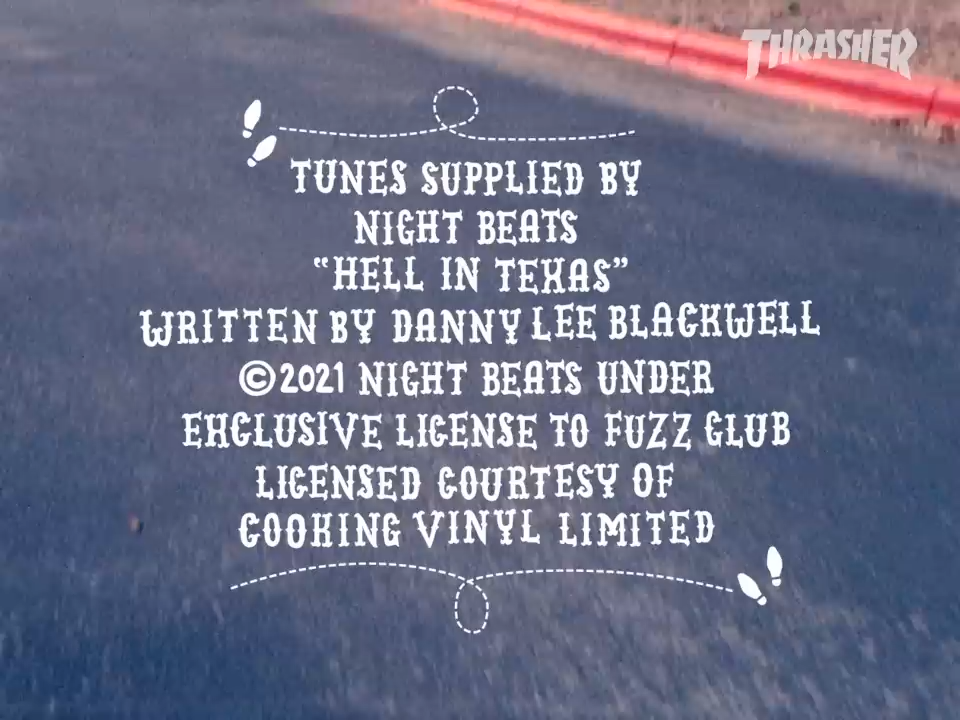 THRASHER
TUNES SUPPLIED BY
NIGHT BEATS
“HELL IN TEXAS”
WRITTEN BY DANNY LEE BLACKWELL
©2021 NIGHT BEATS UNDER
EXCLUSIVE LICENSE TO FUZZ CLUB
LICENSED COURTESY OF
COOKING VINYL LIMITED